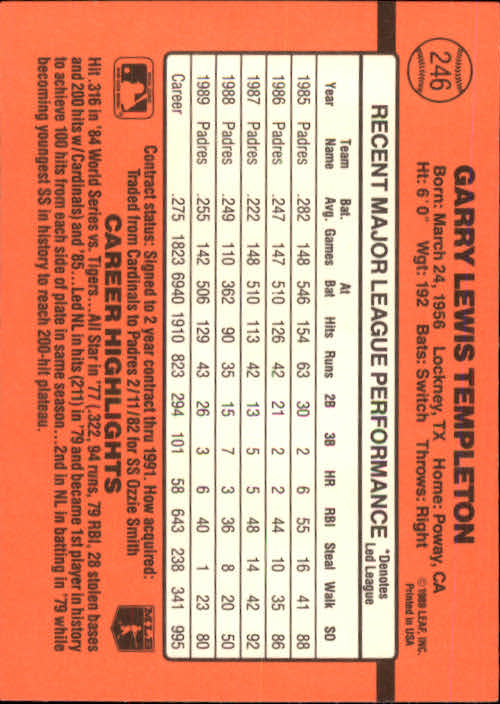 246
GARRY LEWIS TEMPLETON
Born: March 24, 1956 Lockney, TX Home: Poway, CA
Ht: 6' 0" Wgt: 192 Bats: Switch Throws: Right
©1989 LEAF, INC.
Printed in USA
RECENT MAJOR LEAGUE PERFORMANCE
*Denotes
Led League
Year Team Name Bat. Avg. Games At Bat Hits Runs 2B 3B HR RBI Steal Walk SO
1985 Padres .282 148 546 154 63 30 2 6 55 16 41 88
1986 Padres .247 147 510 126 42 21 2 2 44 10 35 86
1987 Padres .222 148 510 113 42 13 5 5 48 14 42 92
1988 Padres .249 110 362 90 35 15 7 3 36 8 20 50
1989 Padres .255 142 506 129 43 26 3 6 40 1 23 80
Career .275 1823 6940 1910 823 294 101 58 643 238 341 995
Contract status: Signed to 2 year contract thru 1991. How acquired:
Traded from Cardinals to Padres 2/11/82 for SS Ozzie Smith
CAREER HIGHLIGHTS
MLB
Hit .316 in '84 World Series vs. Tigers...All Star in '77 (.322, 94 runs, 79 RBI, 28 stolen bases
and 200 hits w/Cardinals) and '85...Led NL in hits (211) in '79 and became 1st player in history
to achieve 100 hits from each side of plate in same season...2nd in NL in batting in '79 while
becoming youngest SS in history to reach 200-hit plateau.